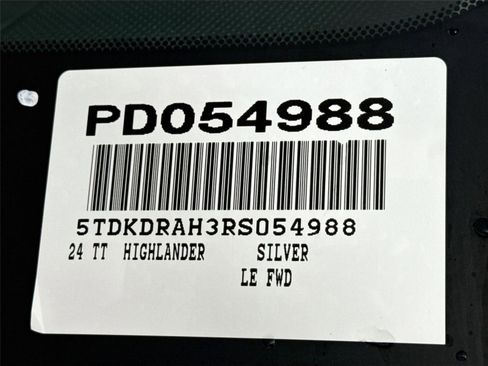 PD054988
5TDKDRAH3RS054988
24 TT HIGHLANDER SILVER
LE FWD